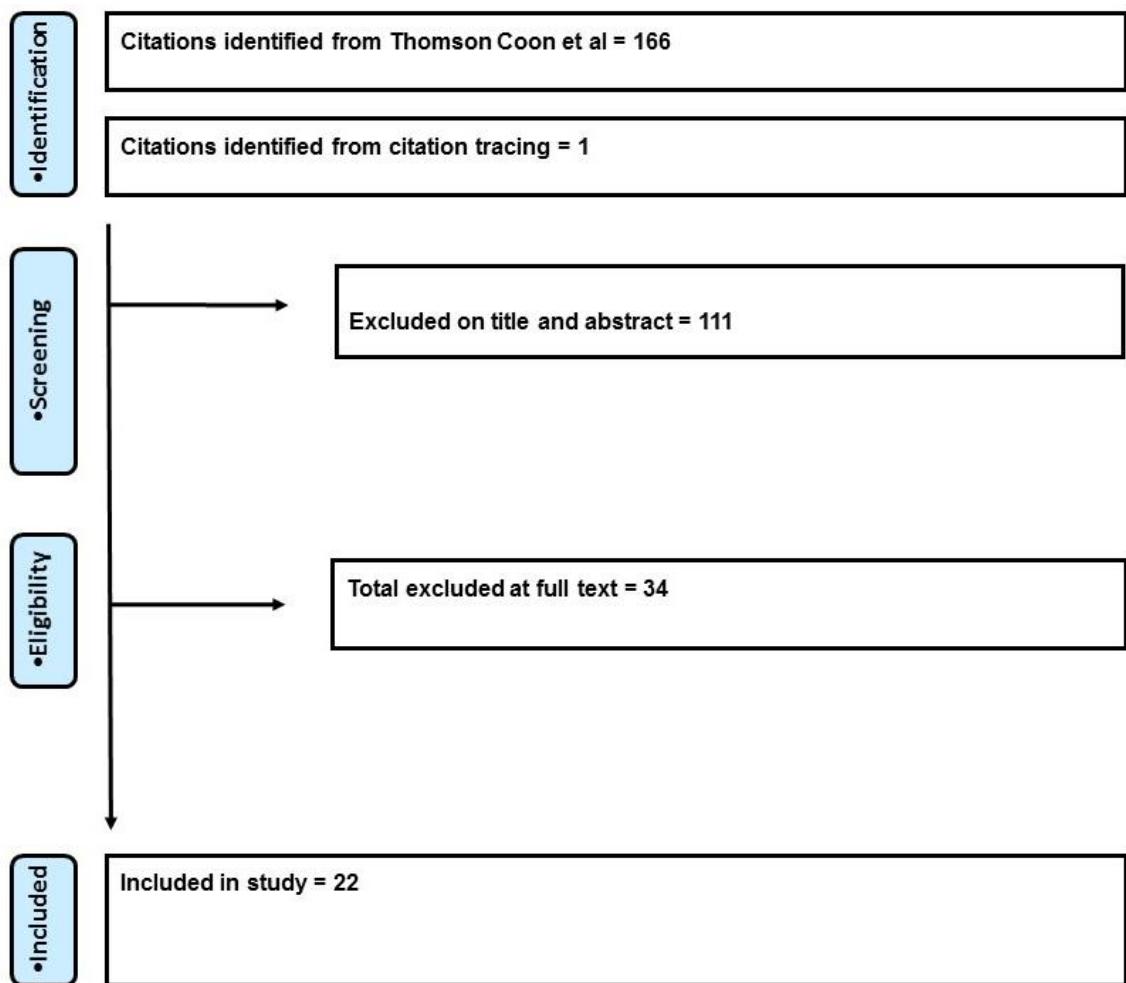 •Identification
Citations identified from Thomson Coon et al = 166
Citations identified from citation tracing = 1
•Screening
Excluded on title and abstract = 111
•Eligibility
Total excluded at full text = 34
•Included
Included in study = 22